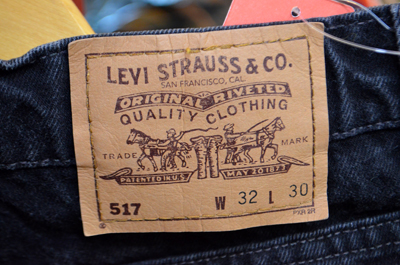 LEVI STRAUSS & CO.
SAN FRANCISCO, CAL
ORIGINAL RIVETED
QUALITY CLOTHING
TRADE MARK
PATENTED IN U.S. MAY 20 1873
517 W 32 L 30